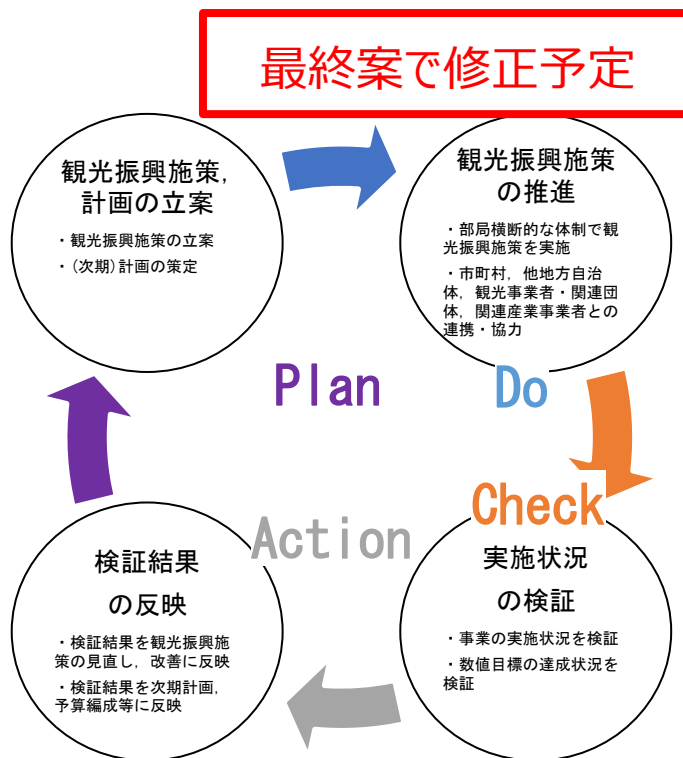 最終案で修正予定
観光振興施策,
計画の立案
・観光振興施策の立案
・(次期)計画の策定
観光振興施策
の推進
・部局横断的な体制で観
光振興施策を実施
・市町村, 他地方自治
体, 観光事業者・関連団
体, 関連産業事業者との
連携・協力
Plan
Do
Action
Check
検証結果
の反映
・検証結果を観光振興施
策の見直し, 改善に反映
・検証結果を次期計画,
予算編成等に反映
実施状況
の検証
・事業の実施状況を検証
・数値目標の達成状況を
検証